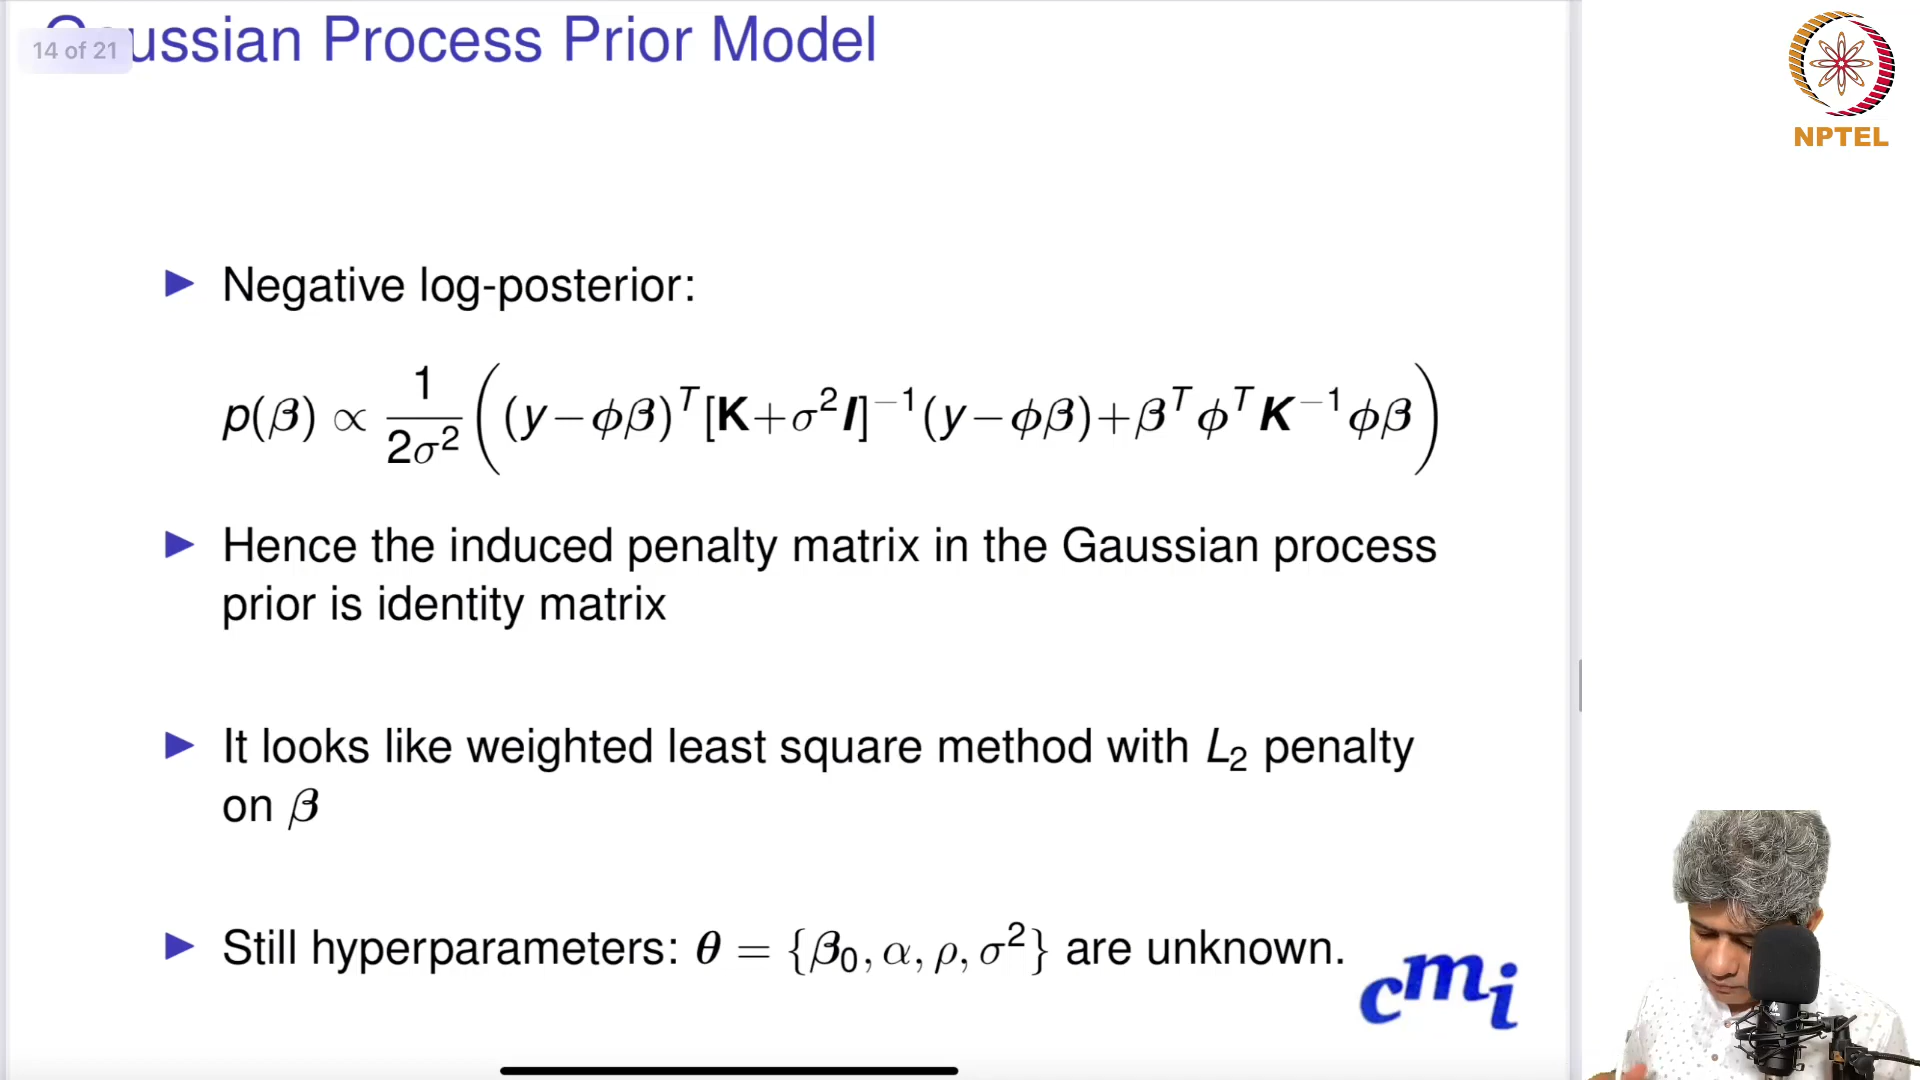 Gaussian Process Prior Model
14 of 21
NPTEL
▶ Negative log-posterior:
p(β) ∝ 1/(2σ²) ((y−ϕβ)ᵀ[K+σ²I]⁻¹(y−ϕβ)+βᵀϕᵀK⁻¹ϕβ)
▶ Hence the induced penalty matrix in the Gaussian process
prior is identity matrix
▶ It looks like weighted least square method with L₂ penalty
on β
▶ Still hyperparameters: θ = {β₀, α, ρ, σ²} are unknown.
cmi